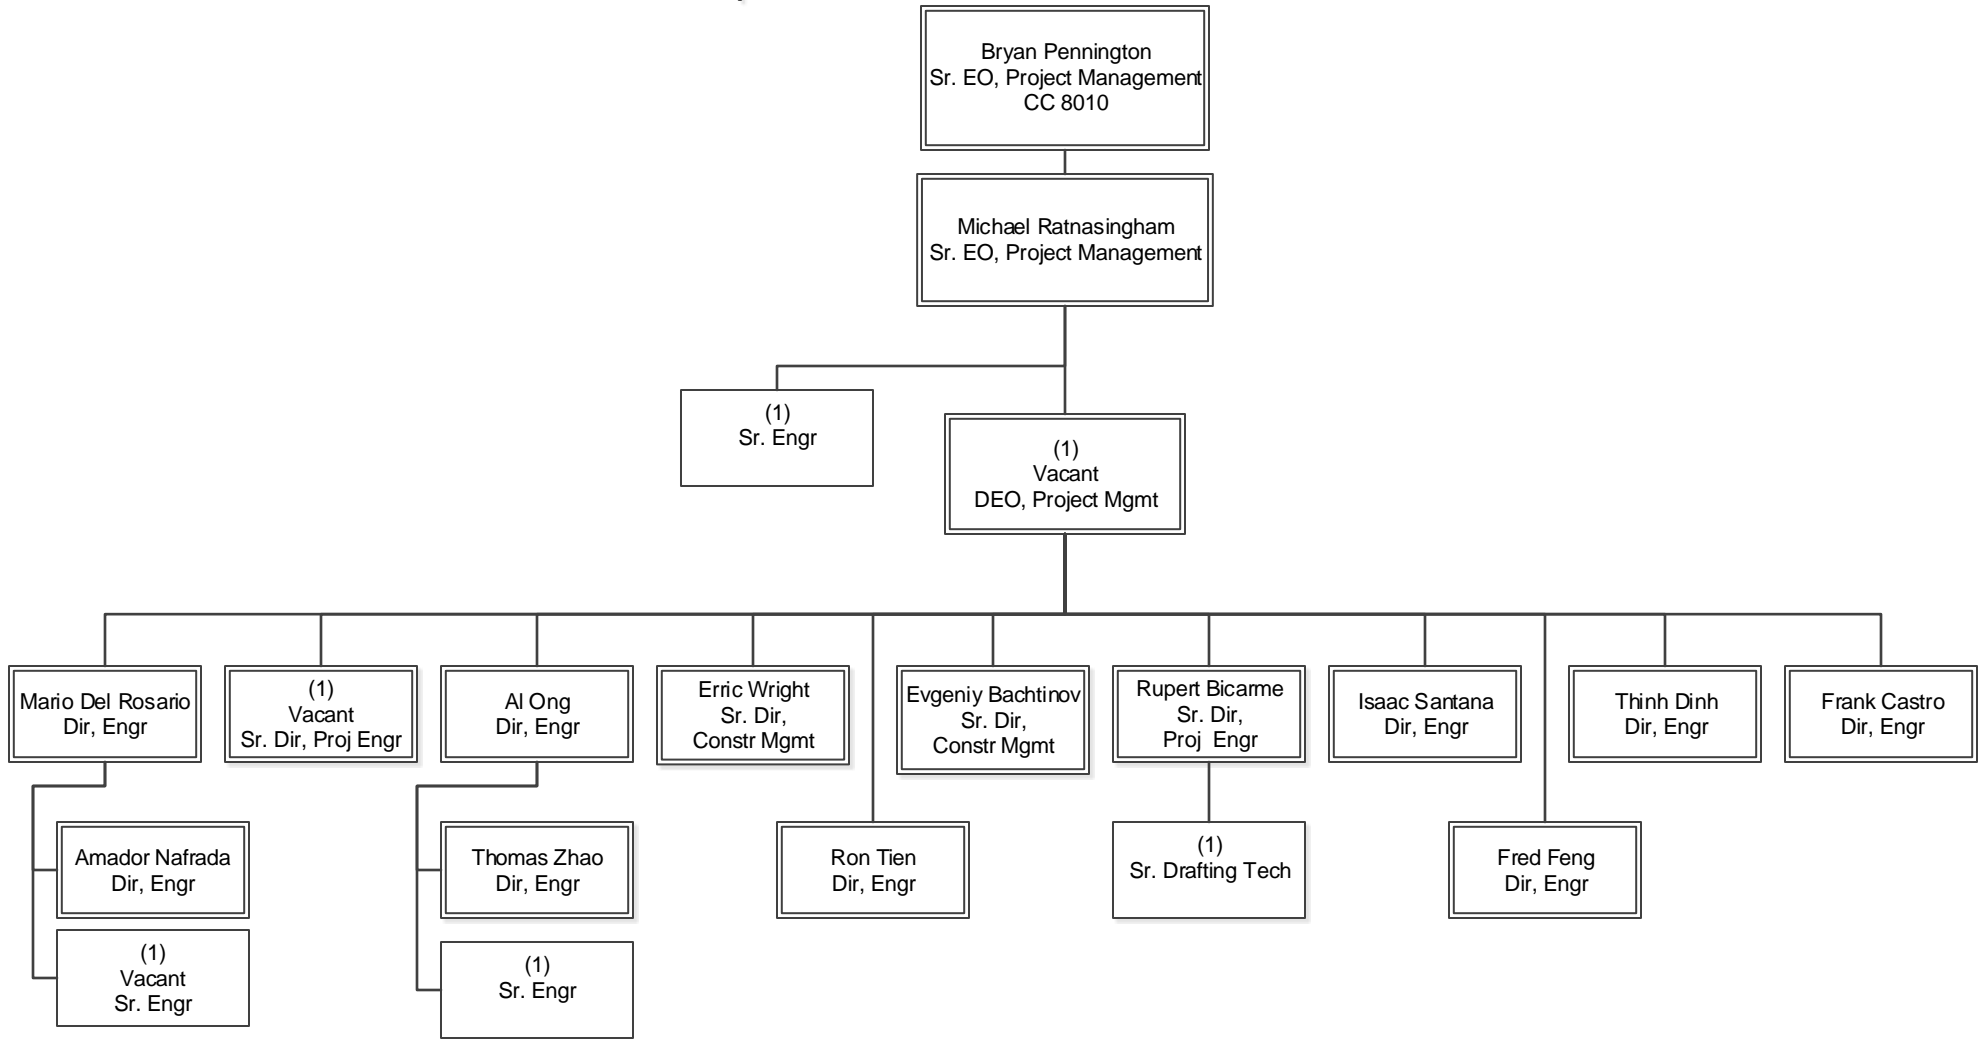 Bryan Pennington
Sr. EO, Project Management
CC 8010
Michael Ratnasingham
Sr. EO, Project Management
(1)
Sr. Engr
(1)
Vacant
DEO, Project Mgmt
Mario Del Rosario
Dir, Engr
(1)
Vacant
Sr. Dir, Proj Engr
Al Ong
Dir, Engr
Erric Wright
Sr. Dir,
Constr Mgmt
Evgeniy Bachtinov
Sr. Dir,
Constr Mgmt
Rupert Bicarme
Sr. Dir,
Proj Engr
Isaac Santana
Dir, Engr
Thinh Dinh
Dir, Engr
Frank Castro
Dir, Engr
Amador Nafrada
Dir, Engr
Thomas Zhao
Dir, Engr
Ron Tien
Dir, Engr
(1)
Sr. Drafting Tech
Fred Feng
Dir, Engr
(1)
Vacant
Sr. Engr
(1)
Sr. Engr